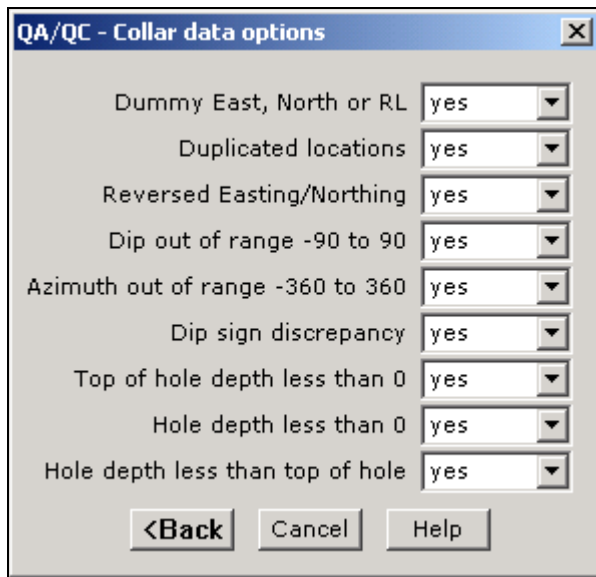 QA/QC - Collar data options
Dummy East, North or RL yes
Duplicated locations yes
Reversed Easting/Northing yes
Dip out of range -90 to 90 yes
Azimuth out of range -360 to 360 yes
Dip sign discrepancy yes
Top of hole depth less than 0 yes
Hole depth less than 0 yes
Hole depth less than top of hole yes
<Back Cancel Help